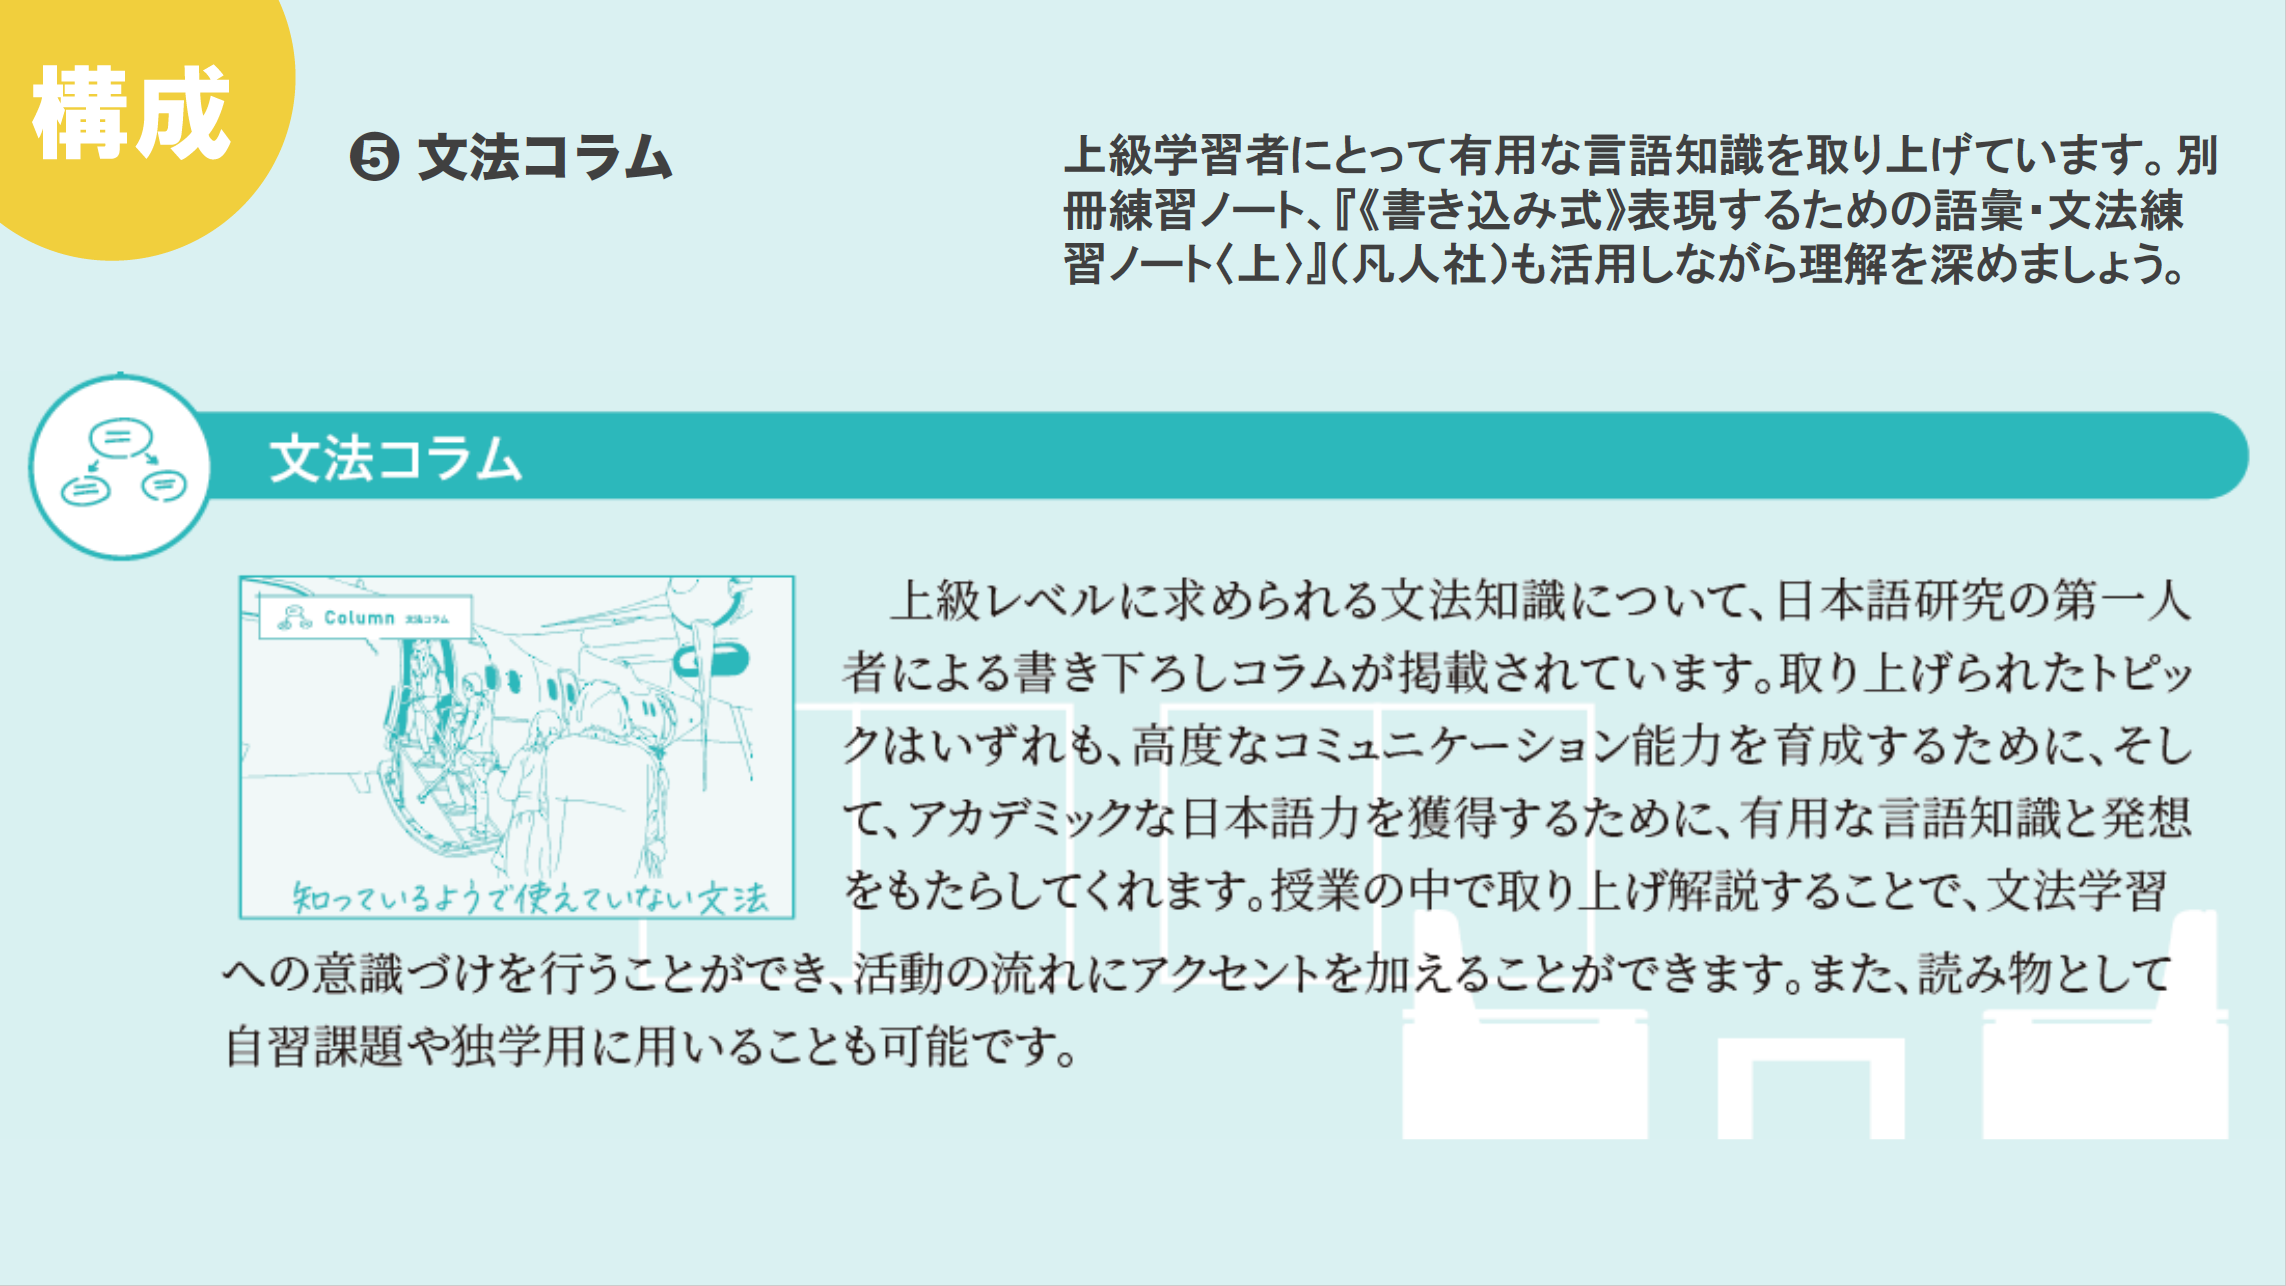 構成
❺ 文法コラム
上級学習者にとって有用な言語知識を取り上げています。別
冊練習ノート、『《書き込み式》表現するための語彙・文法練
習ノート〈上〉』（凡人社）も活用しながら理解を深めましょう。
文法コラム
Column 文法コラム
知っているようで使えていない文法
上級レベルに求められる文法知識について、日本語研究の第一人
者による書き下ろしコラムが掲載されています。取り上げられたトピッ
クはいずれも、高度なコミュニケーション能力を育成するために、そし
て、アカデミックな日本語力を獲得するために、有用な言語知識と発想
をもたらしてくれます。授業の中で取り上げ解説することで、文法学習
への意識づけを行うことができ、活動の流れにアクセントを加えることができます。また、読み物として
自習課題や独学用に用いることも可能です。